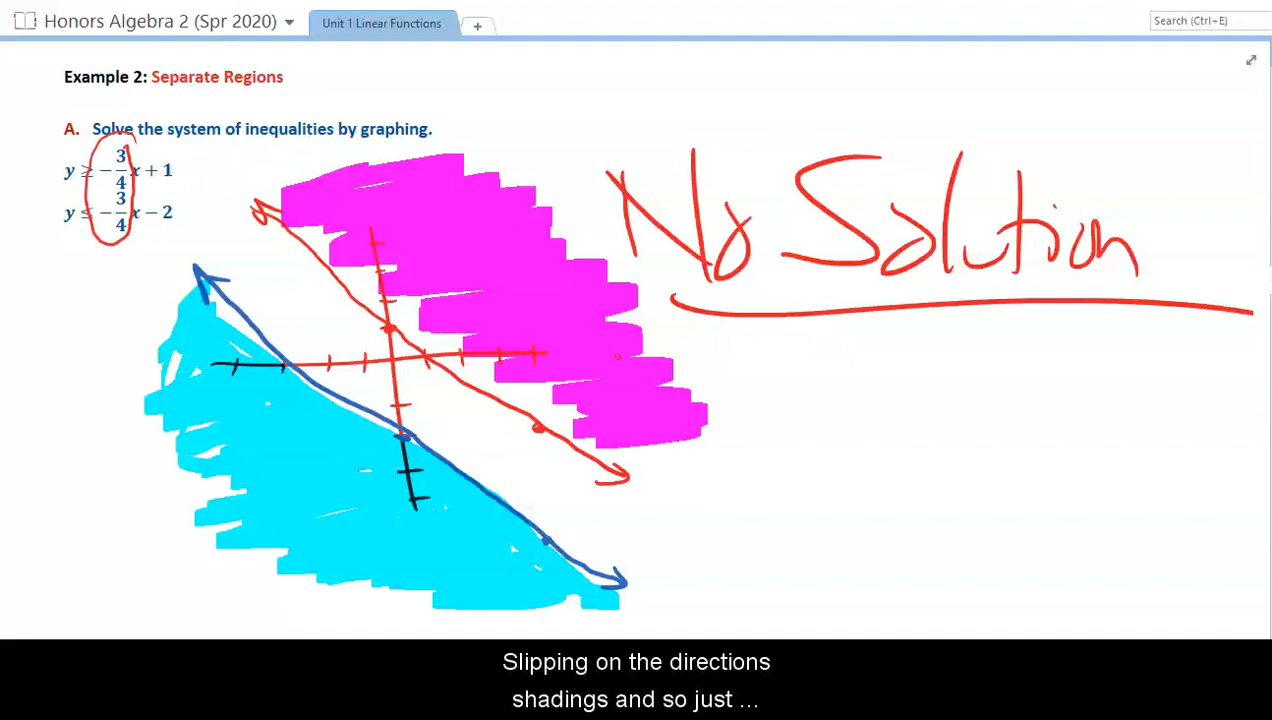 Honors Algebra 2 (Spr 2020)
Unit 1 Linear Functions
+
Search (Ctrl+E)
Example 2: Separate Regions
A. Solve the system of inequalities by graphing.
y ≥ -3/4x + 1
y ≤ -3/4x - 2
No Solution
Slipping on the directions
shadings and so just ...